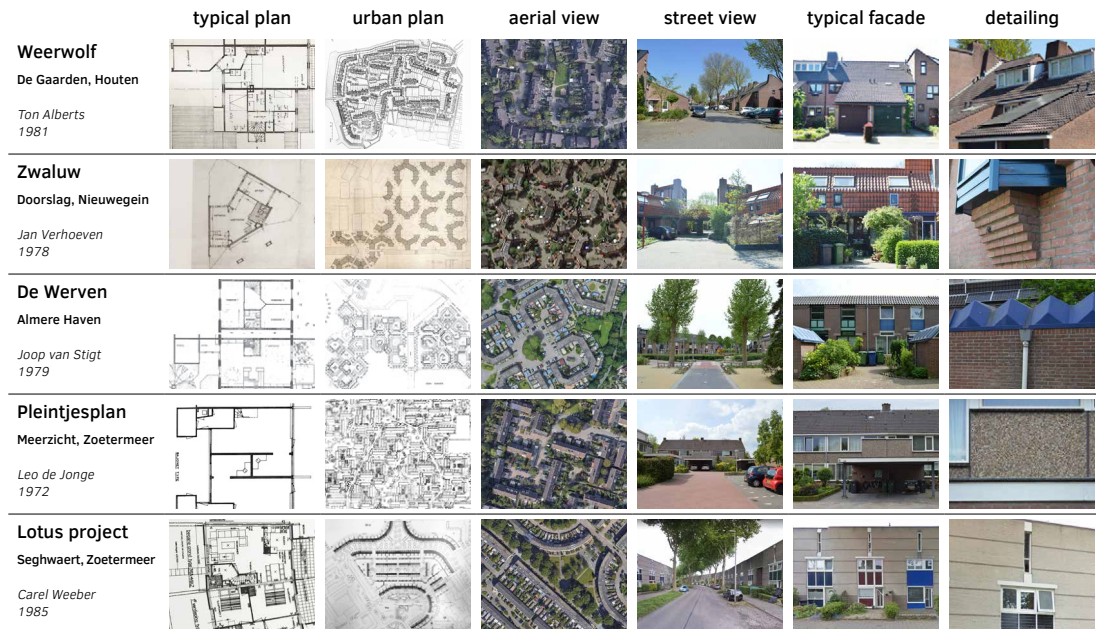 typical plan urban plan aerial view street view typical facade detailing
Weerwolf
De Gaarden, Houten
Ton Alberts
1981
Zwaluw
Doorslag, Nieuwegein
Jan Verhoeven
1978
De Werven
Almere Haven
Joop van Stigt
1979
Pleintjesplan
Meerzicht, Zoetermeer
Leo de Jonge
1972
Lotus project
Seghwaert, Zoetermeer
Carel Weeber
1985